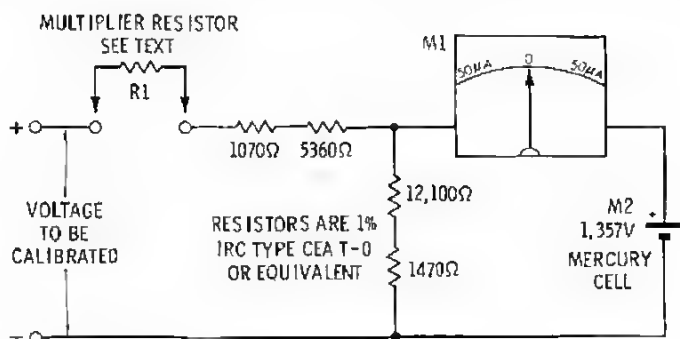 MULTIPLIER RESISTOR
SEE TEXT
R1
M1
50μA
0
50μA
+
1070Ω
5360Ω
12,100Ω
VOLTAGE
TO BE
CALIBRATED
RESISTORS ARE 1%
IRC TYPE CEA T-0
OR EQUIVALENT
1470Ω
M2
+
1,357V
MERCURY
CELL
−